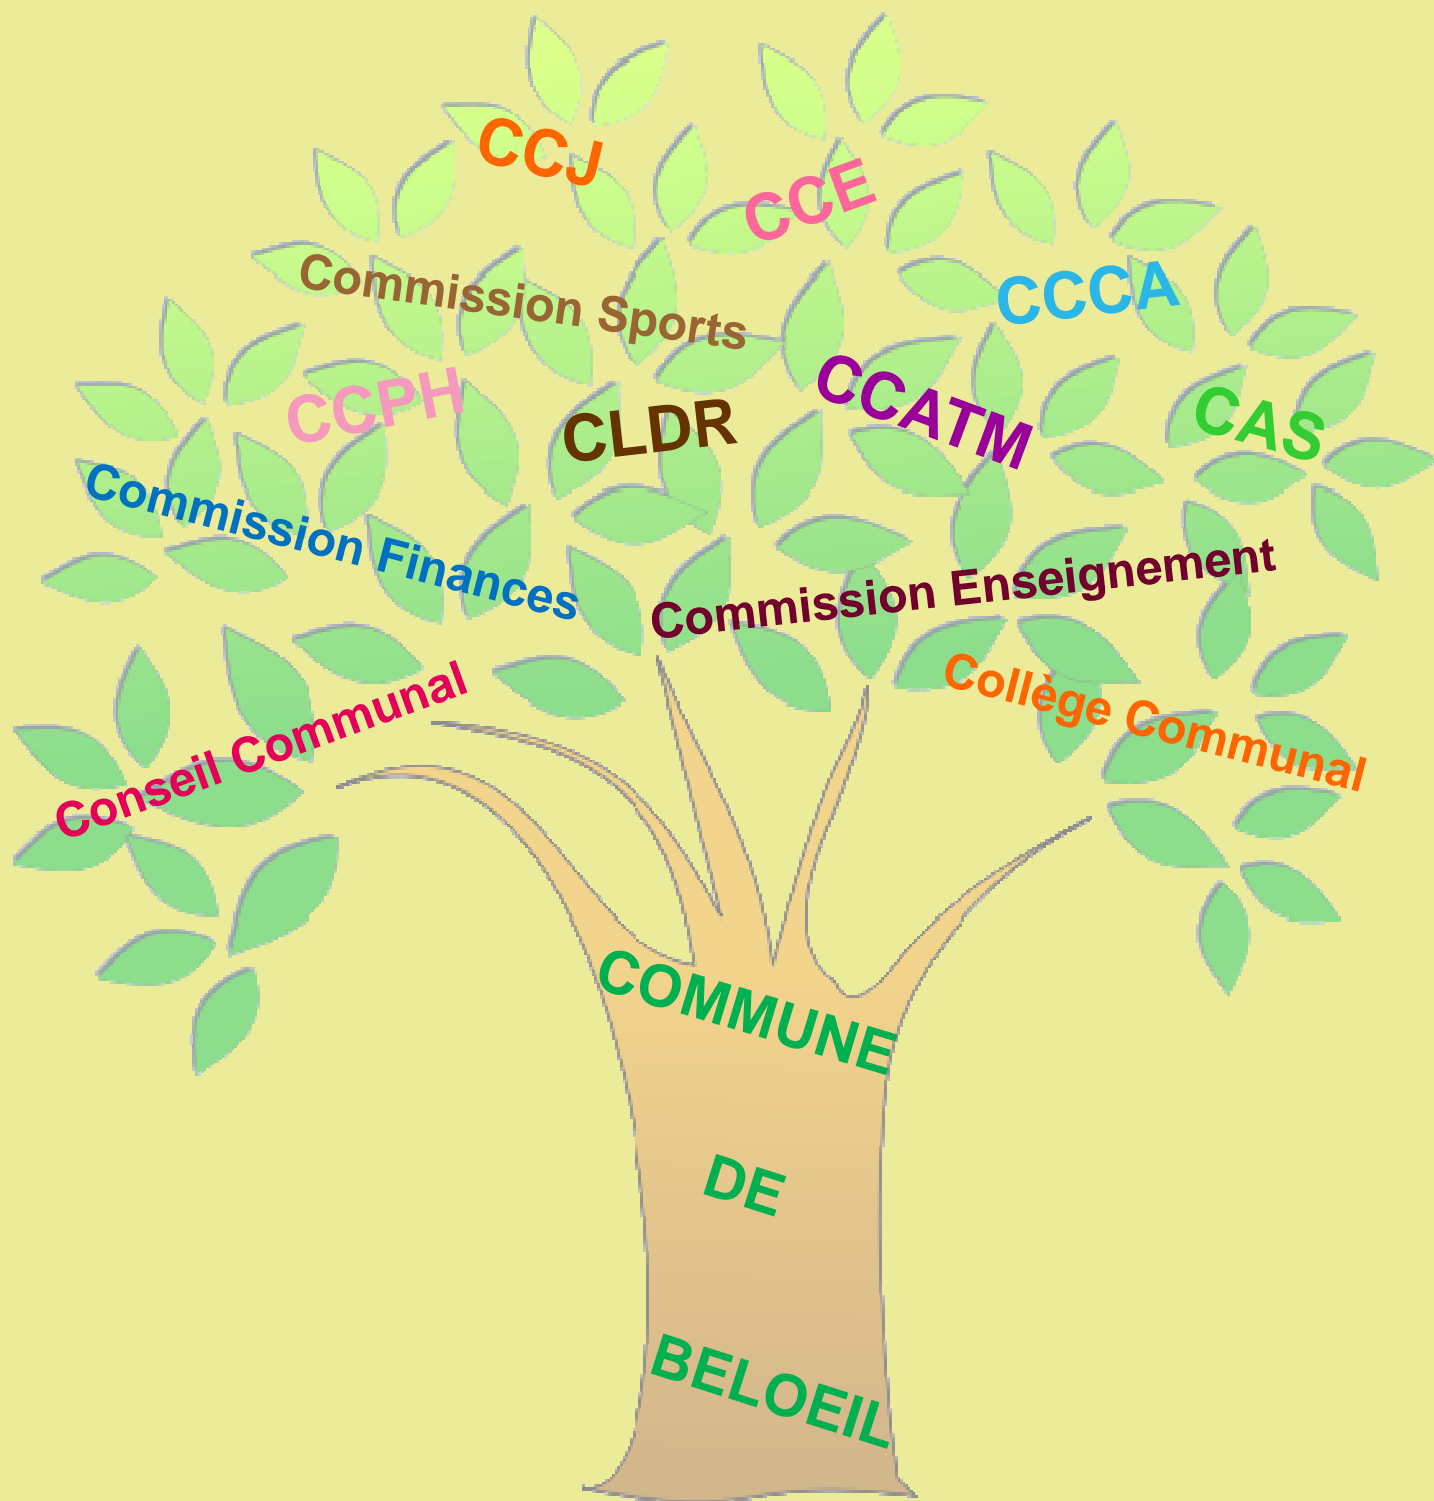 CCJ
CCE
Commission Sports
CCCA
CCPH
CLDR
CCATM
CAS
Commission Finances
Commission Enseignement
Conseil Communal
Collège Communal
COMMUNE
DE
BELOEIL